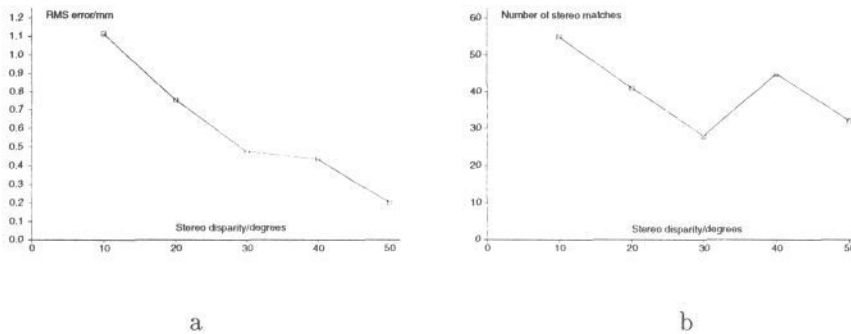 RMS error/mm
1.2
1.1
1.0
0.9
0.8
0.7
0.6
0.5
0.4
0.3
0.2
0.1
0.0
Stereo disparity/degrees
0 10 20 30 40 50
a
Number of stereo matches
60
50
40
30
20
10
0
Stereo disparity/degrees
0 10 20 30 40 50
b